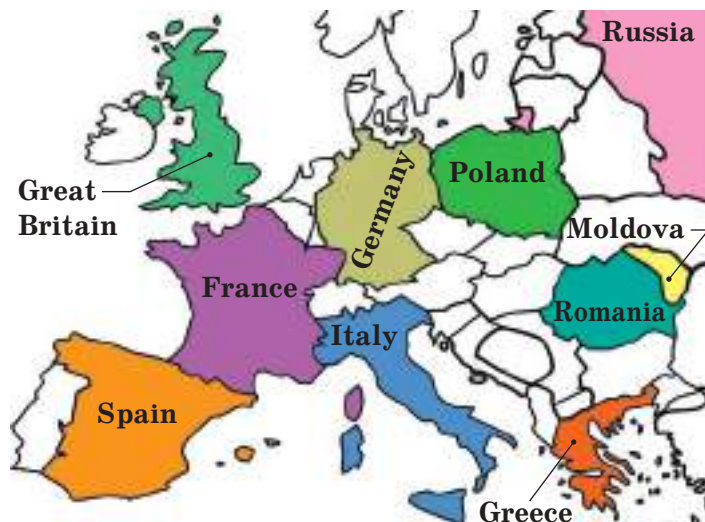 Russia
Great
Britain
Germany
Poland
Moldova
France
Romania
Italy
Spain
Greece